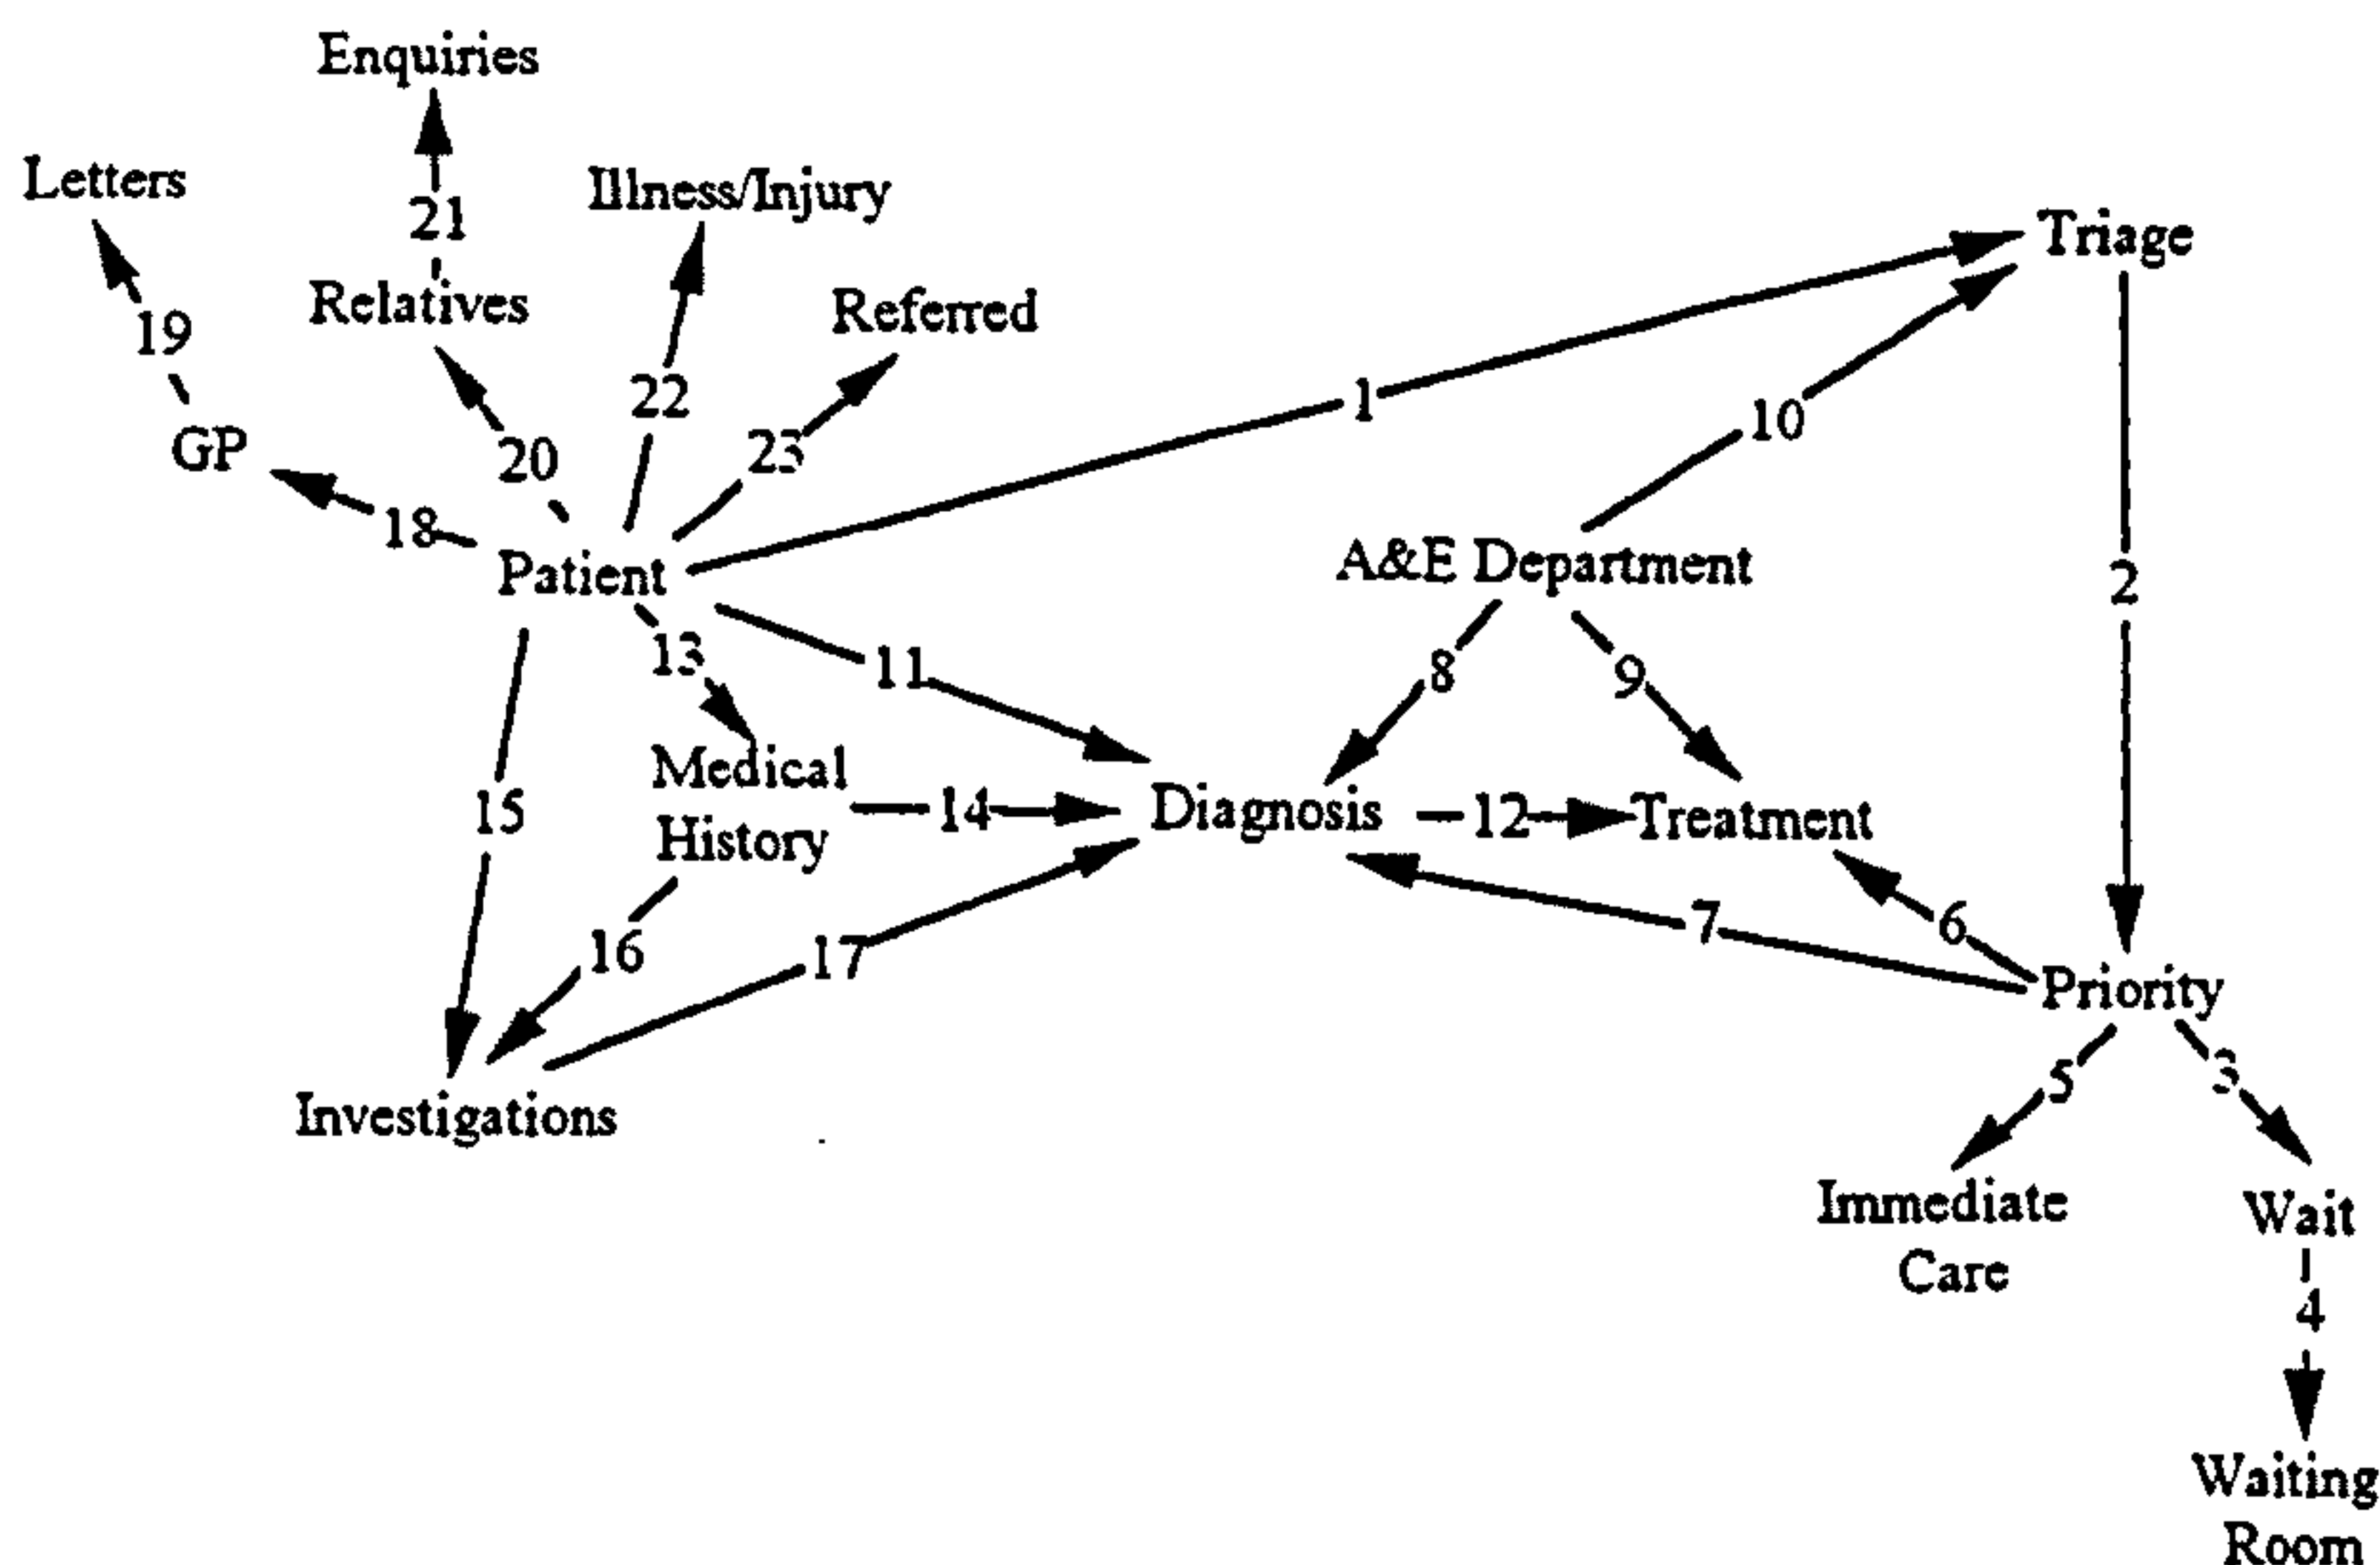 Enquiries
Letters
Illness/Injury
21
Triage
Relatives
Referred
19
22
1
10
GP
20
23
18
Patient
A&E Department
2
13
11
8
9
Medical
History
15
14
Diagnosis
12
Treatment
16
17
7
6
Priority
5
3
Investigations
Immediate
Care
Wait
4
Waiting
Room